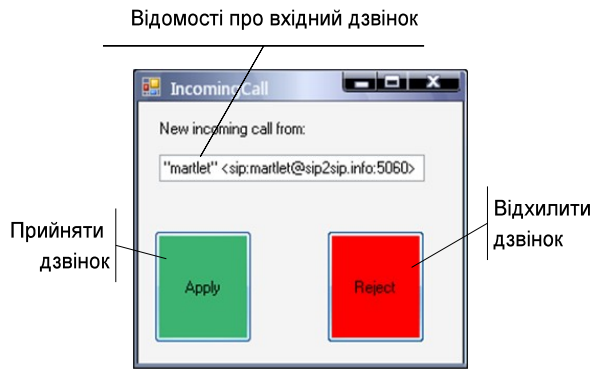 Відомості про вхідний дзвінок
IncomingCall
New incoming call from:
"martlet" <sip:martlet@sip2sip.info:5060>
Прийняти
дзвінок
Apply
Reject
Відхилити
дзвінок